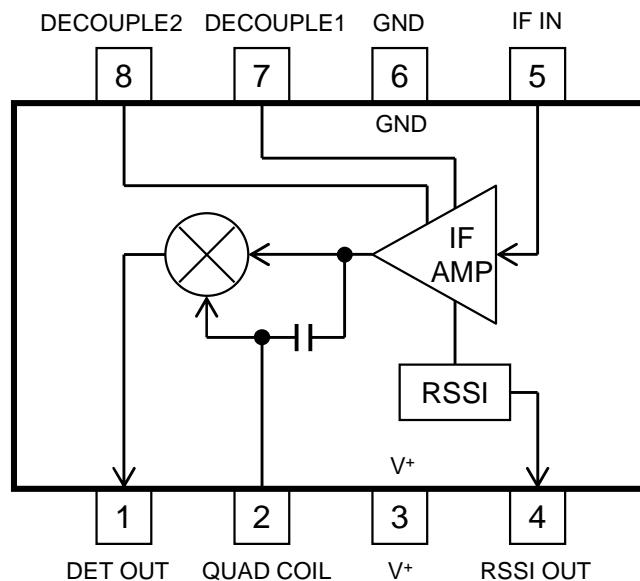 DECOUPLE2 DECOUPLE1 GND IF IN
8 7 6 5
GND
IF
AMP
RSSI
V+
1 2 3 4
DET OUT QUAD COIL V+ RSSI OUT